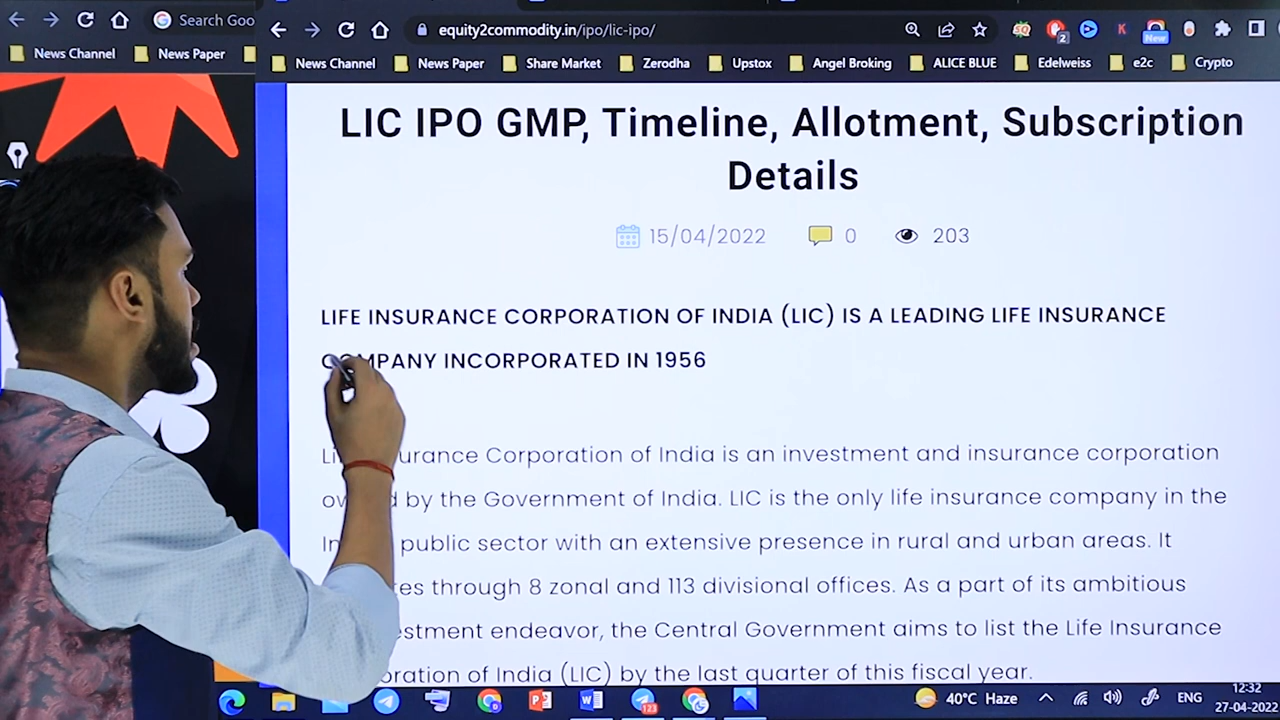 Search Goo
equity2commodity.in/ipo/lic-ipo/
2
New
News Channel
News Paper
News Channel
News Paper
Share Market
Zerodha
Upstox
Angel Broking
ALICE BLUE
Edelweiss
e2c
Crypto
LIC IPO GMP, Timeline, Allotment, Subscription
Details
15/04/2022
0
203
LIFE INSURANCE CORPORATION OF INDIA (LIC) IS A LEADING LIFE INSURANCE
COMPANY INCORPORATED IN 1956
urance Corporation of India is an investment and insurance corporation
by the Government of India. LIC is the only life insurance company in the
public sector with an extensive presence in rural and urban areas. It
through 8 zonal and 113 divisional offices. As a part of its ambitious
estment endeavor, the Central Government aims to list the Life Insurance
oration of India (LIC) by the last quarter of this fiscal year.
123
40°C Haze
ENG
12:32
27-04-2022